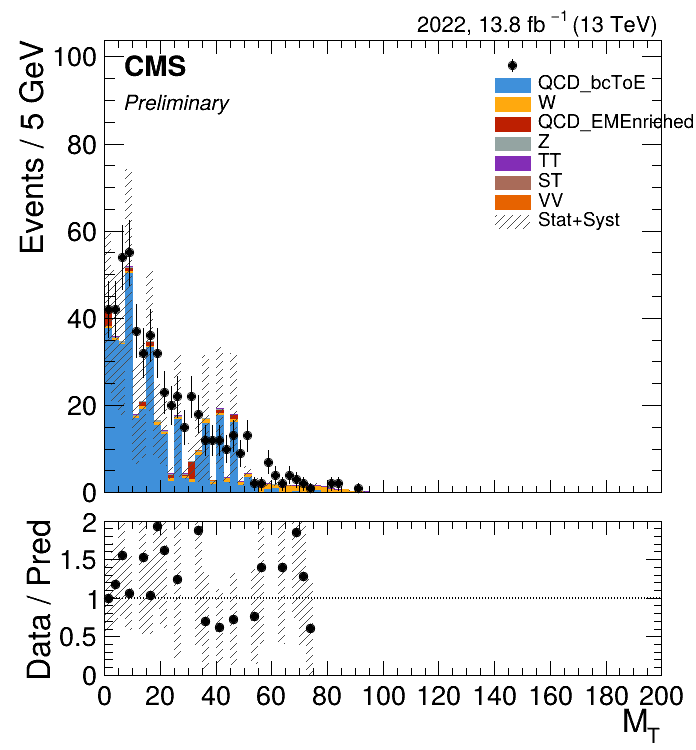 2022, 13.8 fb⁻¹ (13 TeV)
CMS
Preliminary
QCD_bcToE
W
QCD_EMEnriched
Z
TT
ST
VV
Stat+Syst
Events / 5 GeV
100
80
60
40
20
0
Data / Pred
2
1.5
1
0.5
0
0 20 40 60 80 100 120 140 160 180 200
M_T